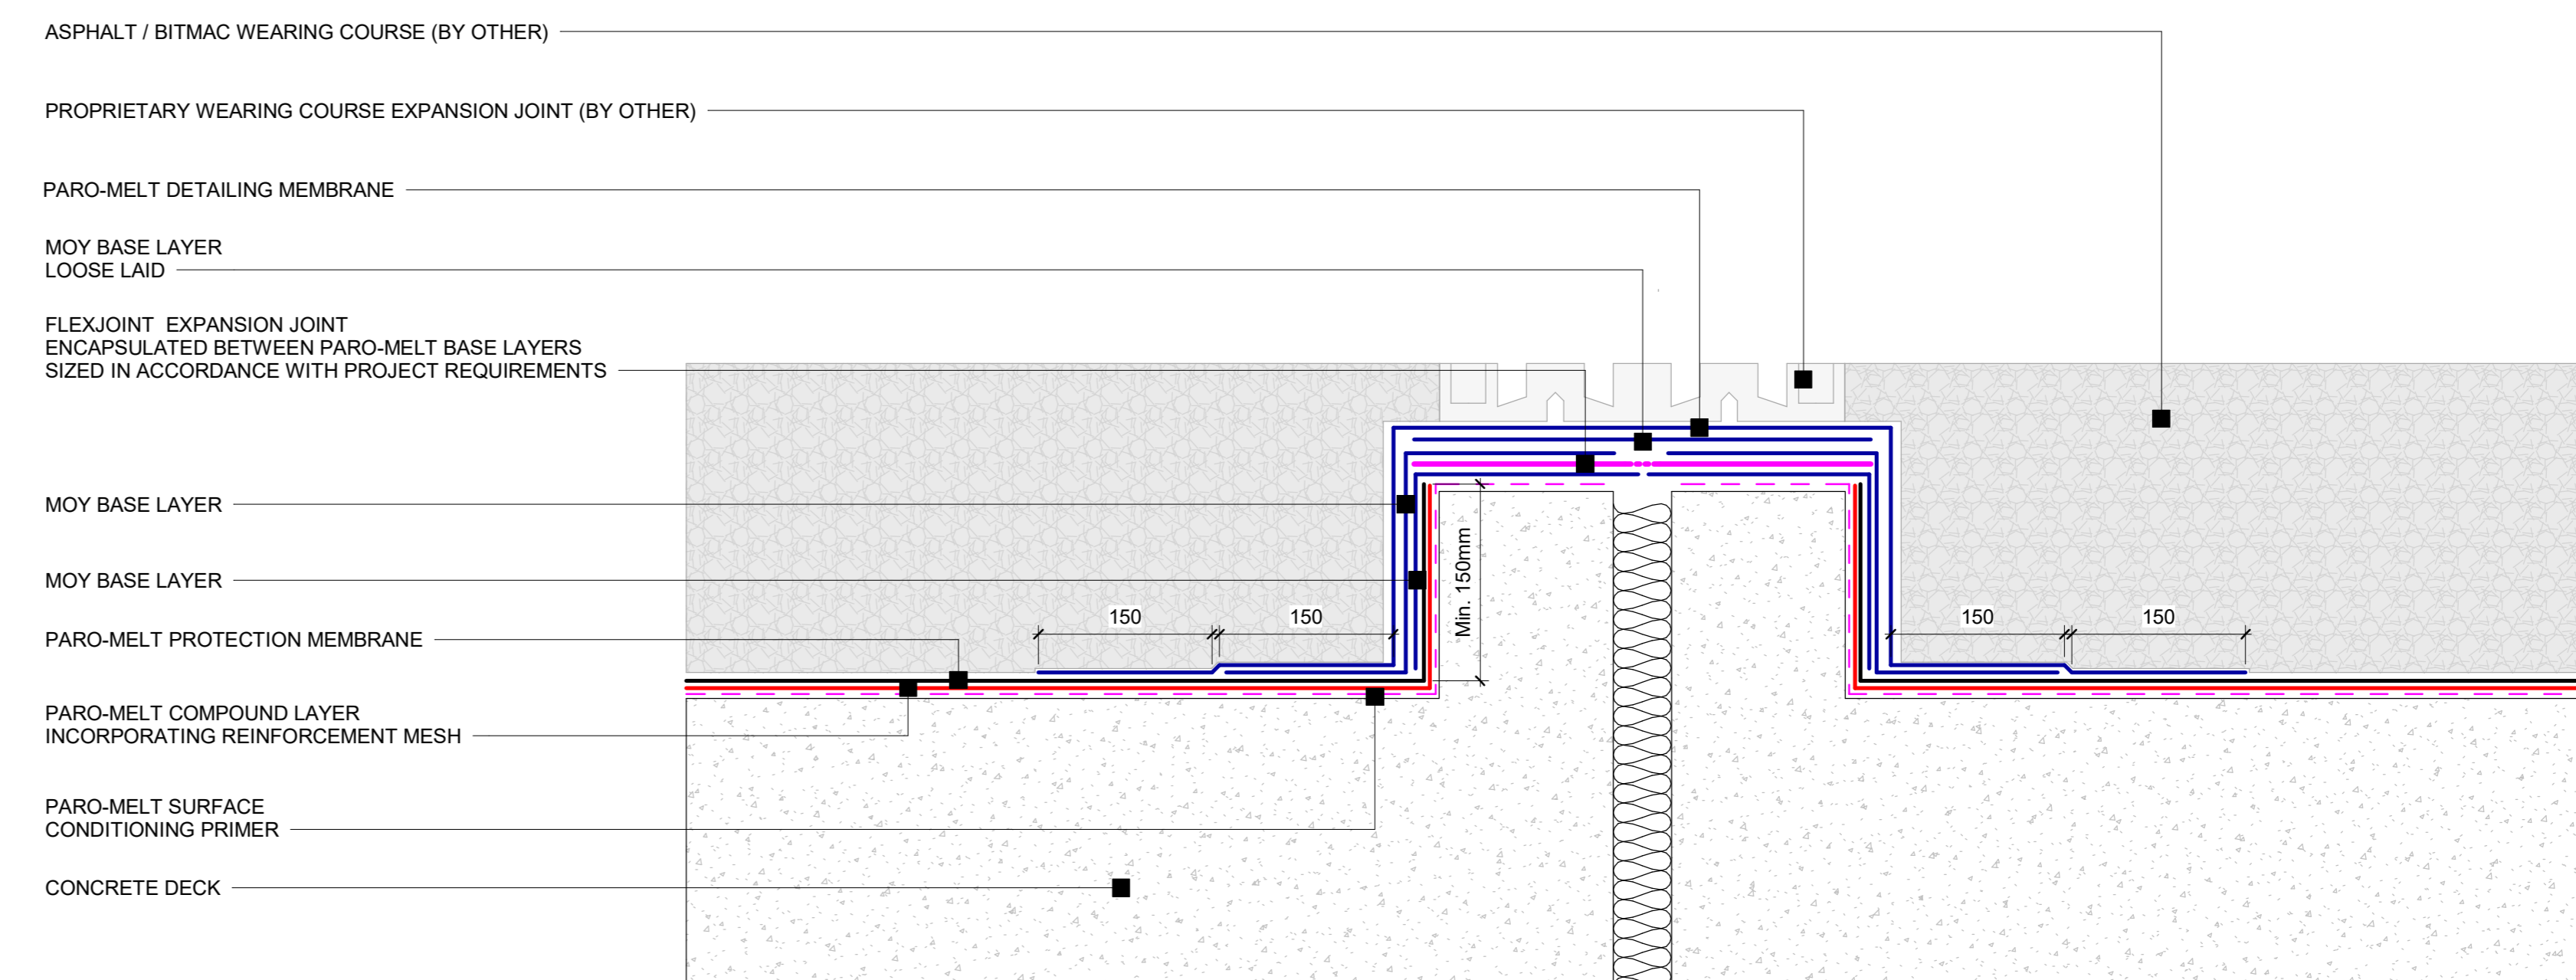 ASPHALT / BITMAC WEARING COURSE (BY OTHER)
PROPRIETARY WEARING COURSE EXPANSION JOINT (BY OTHER)
PARO-MELT DETAILING MEMBRANE
MOY BASE LAYER
LOOSE LAID
FLEXJOINT  EXPANSION JOINT
ENCAPSULATED BETWEEN PARO-MELT BASE LAYERS
SIZED IN ACCORDANCE WITH PROJECT REQUIREMENTS
MOY BASE LAYER
MOY BASE LAYER
PARO-MELT PROTECTION MEMBRANE
PARO-MELT COMPOUND LAYER
INCORPORATING REINFORCEMENT MESH
PARO-MELT SURFACE
CONDITIONING PRIMER
CONCRETE DECK
150
150
Min. 150mm
150
150